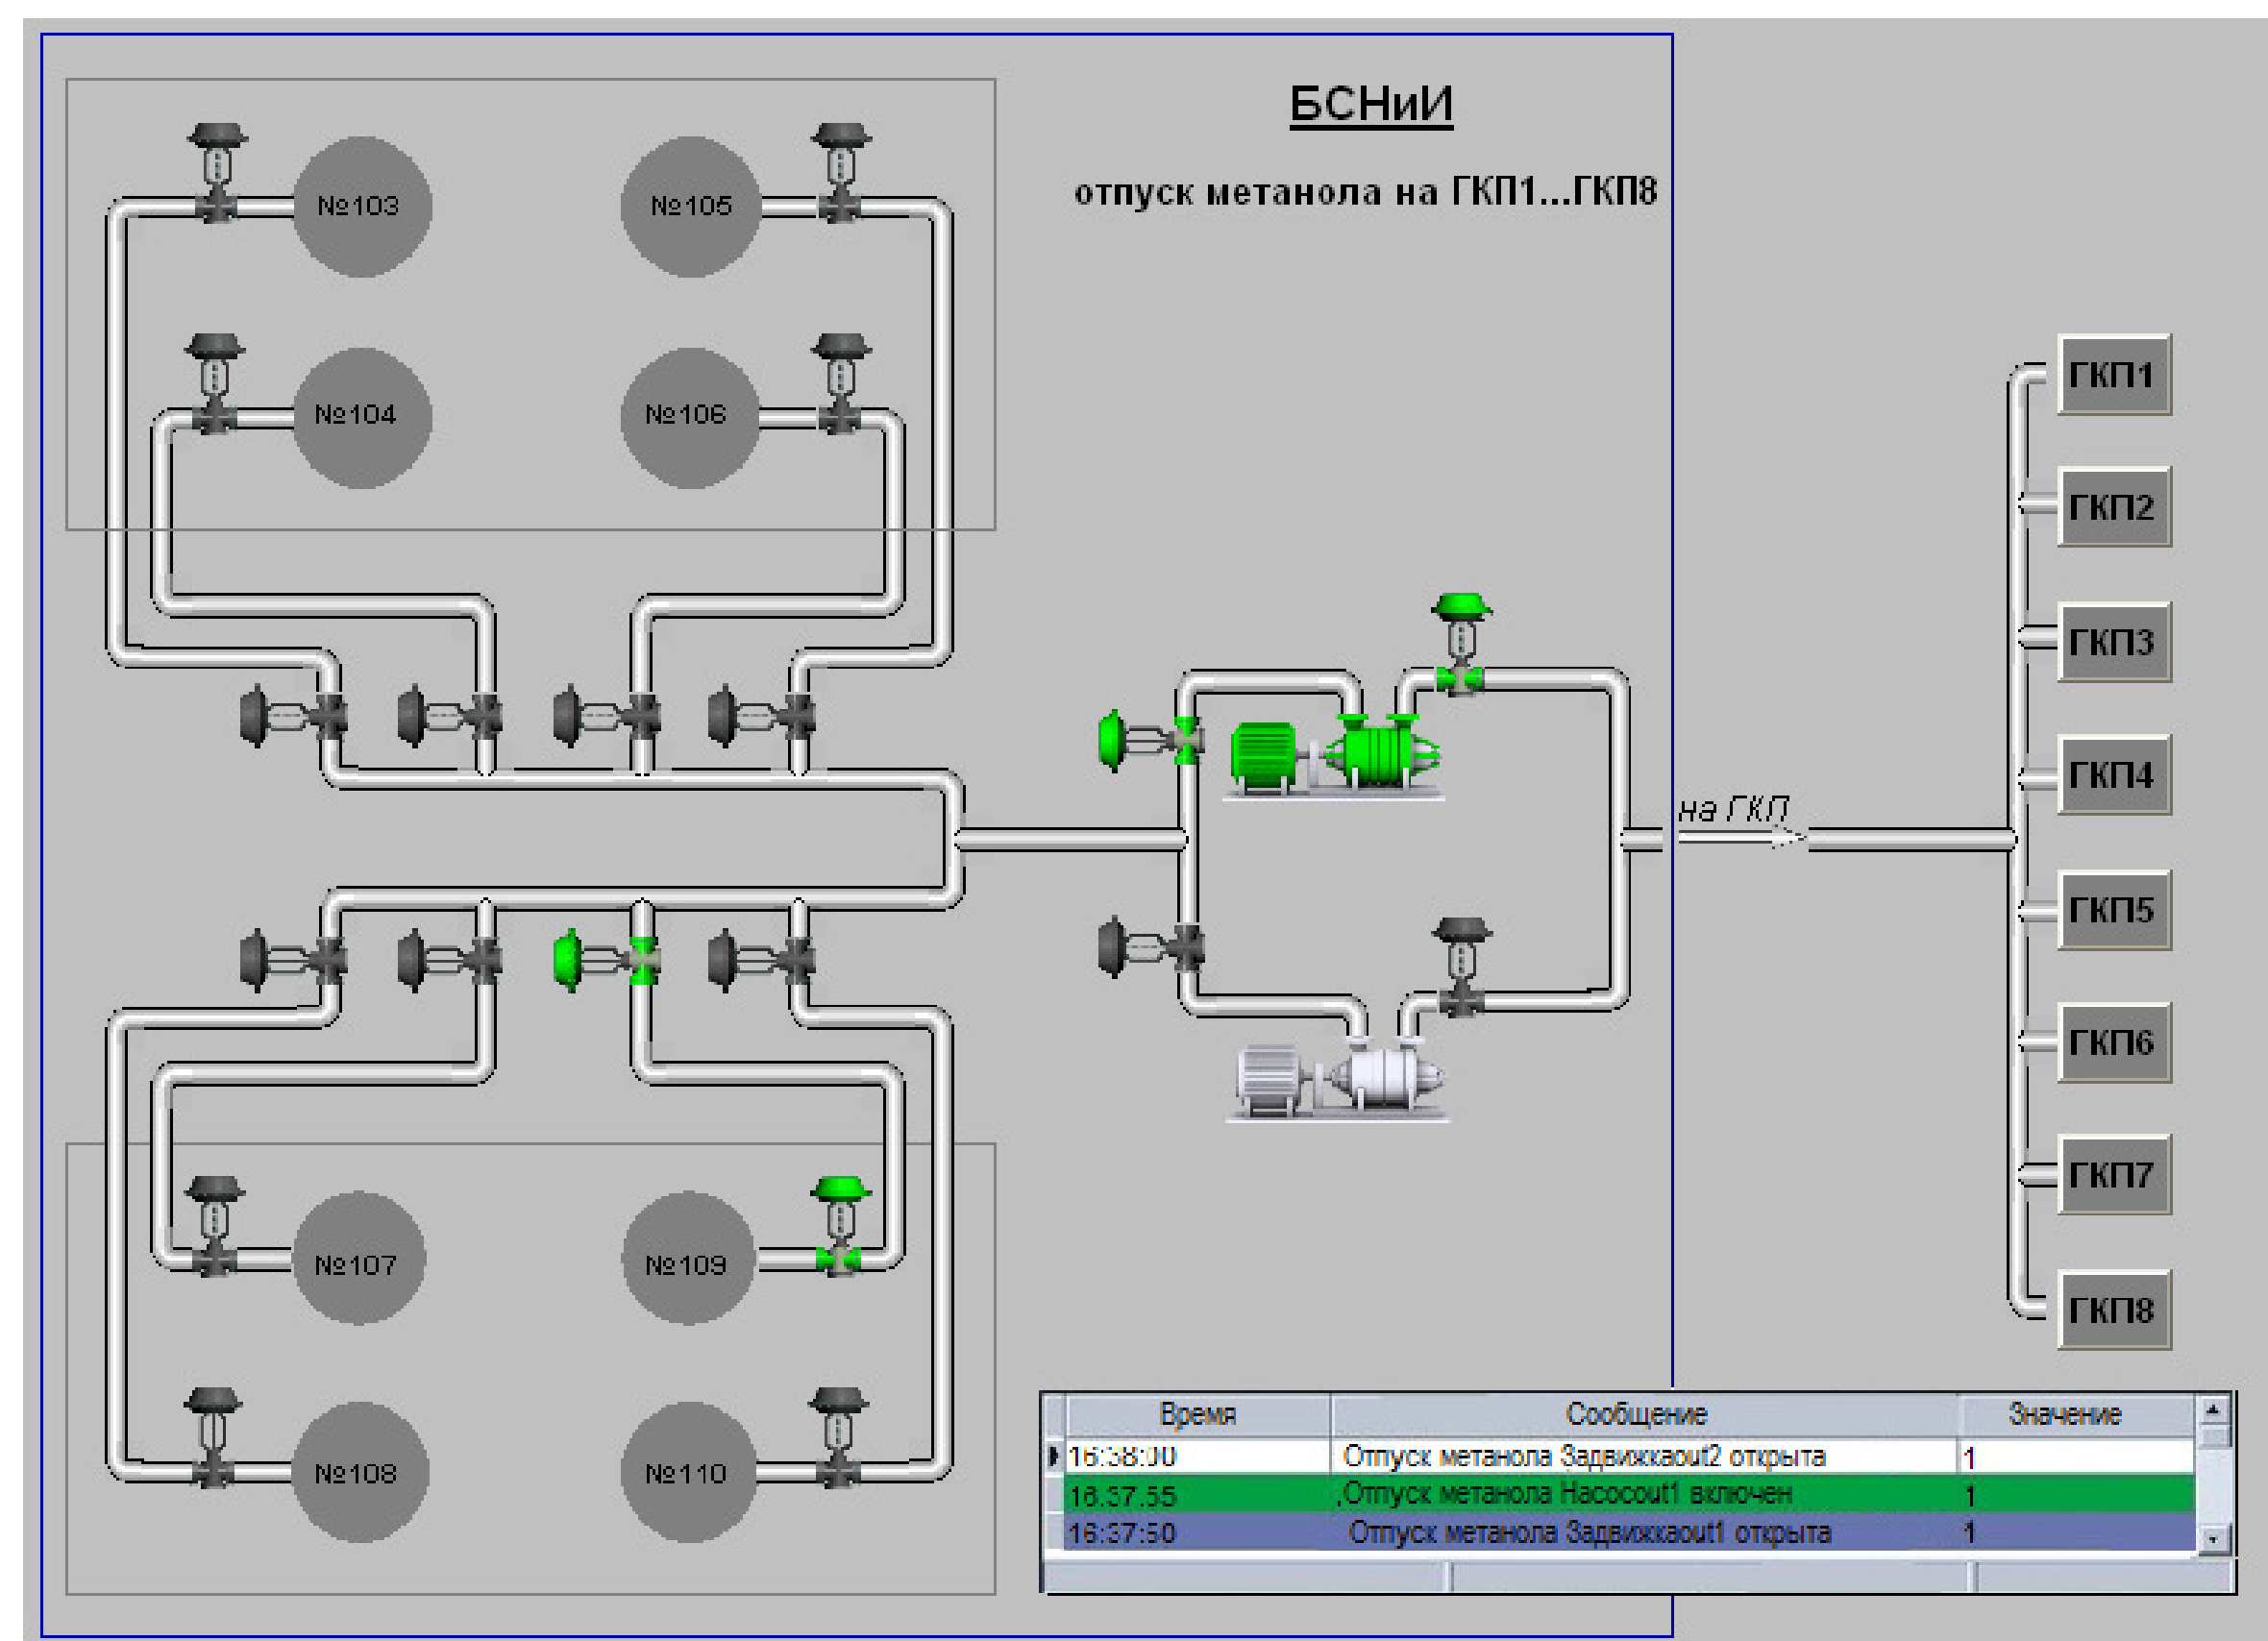 БСНиИ
отпуск метанола на ГКП1...ГКП8
№103
№105
№104
№106
ГКП1
ГКП2
ГКП3
ГКП4
на ГКП
ГКП5
ГКП6
ГКП7
ГКП8
№107
№109
№108
№110
Время Сообщение Значение
16:38:00 Отпуск метанола Задвижкаout2 открыта 1
16:37:55 Отпуск метанола Насосout1 включен 1
16:37:50 Отпуск метанола Задвижкаout1 открыта 1